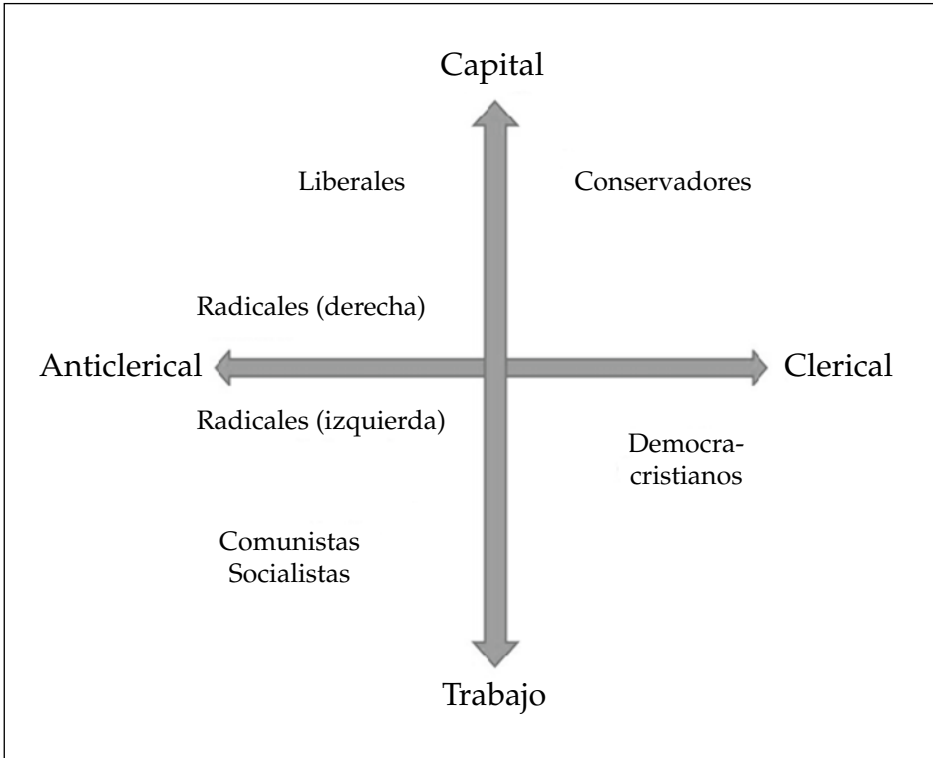 Capital
Liberales
Conservadores
Radicales (derecha)
Anticlerical
Clerical
Radicales (izquierda)
Democra-
cristianos
Comunistas
Socialistas
Trabajo